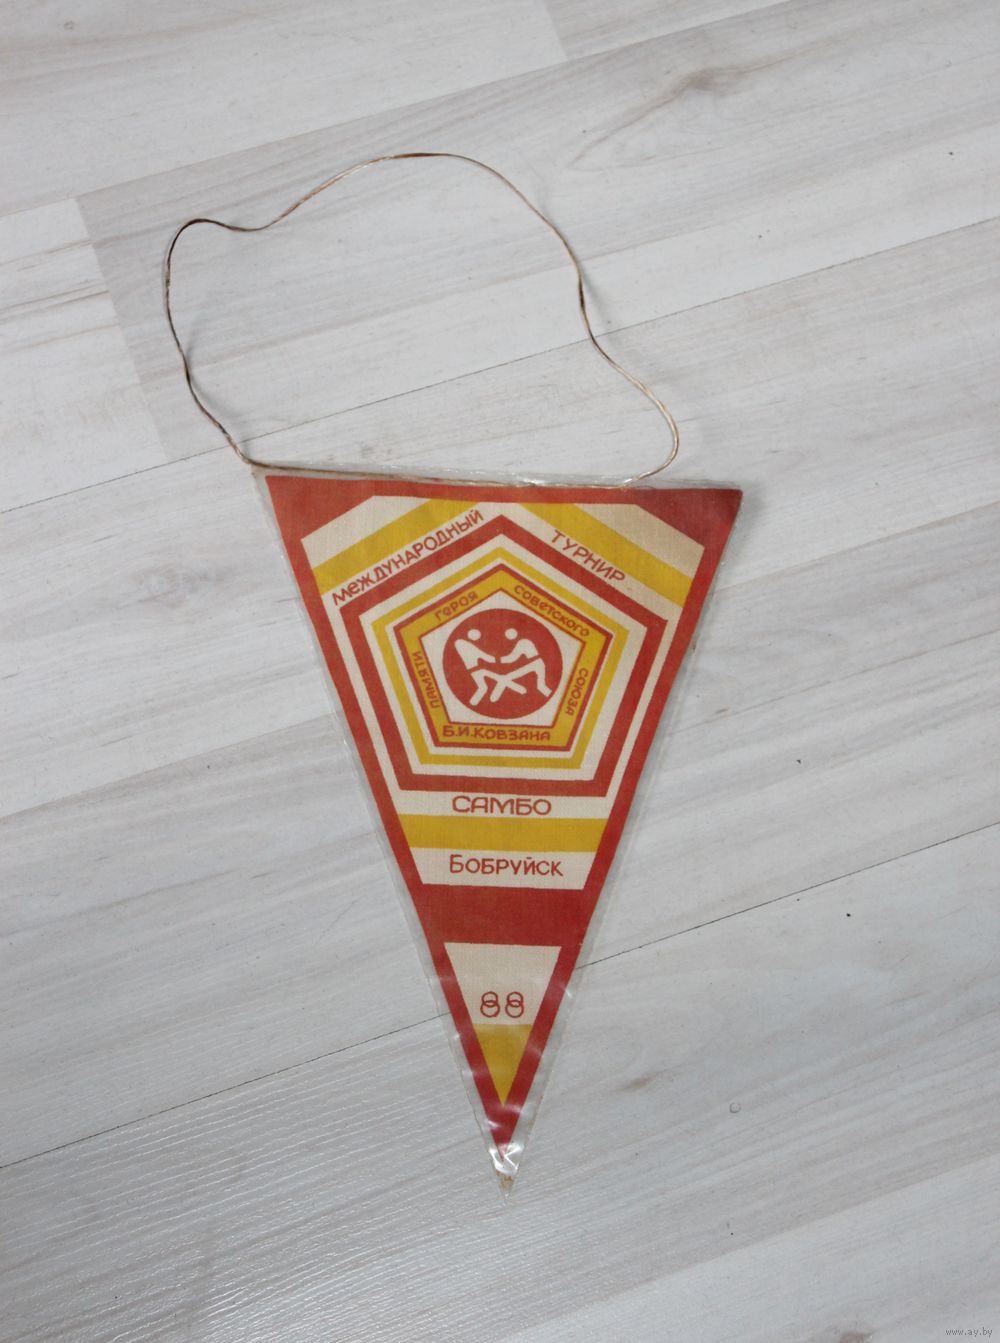 Международный турнир
памяти героя советского союза
Б.И.Ковзана
САМБО
Бобруйск
88
www.ay.by